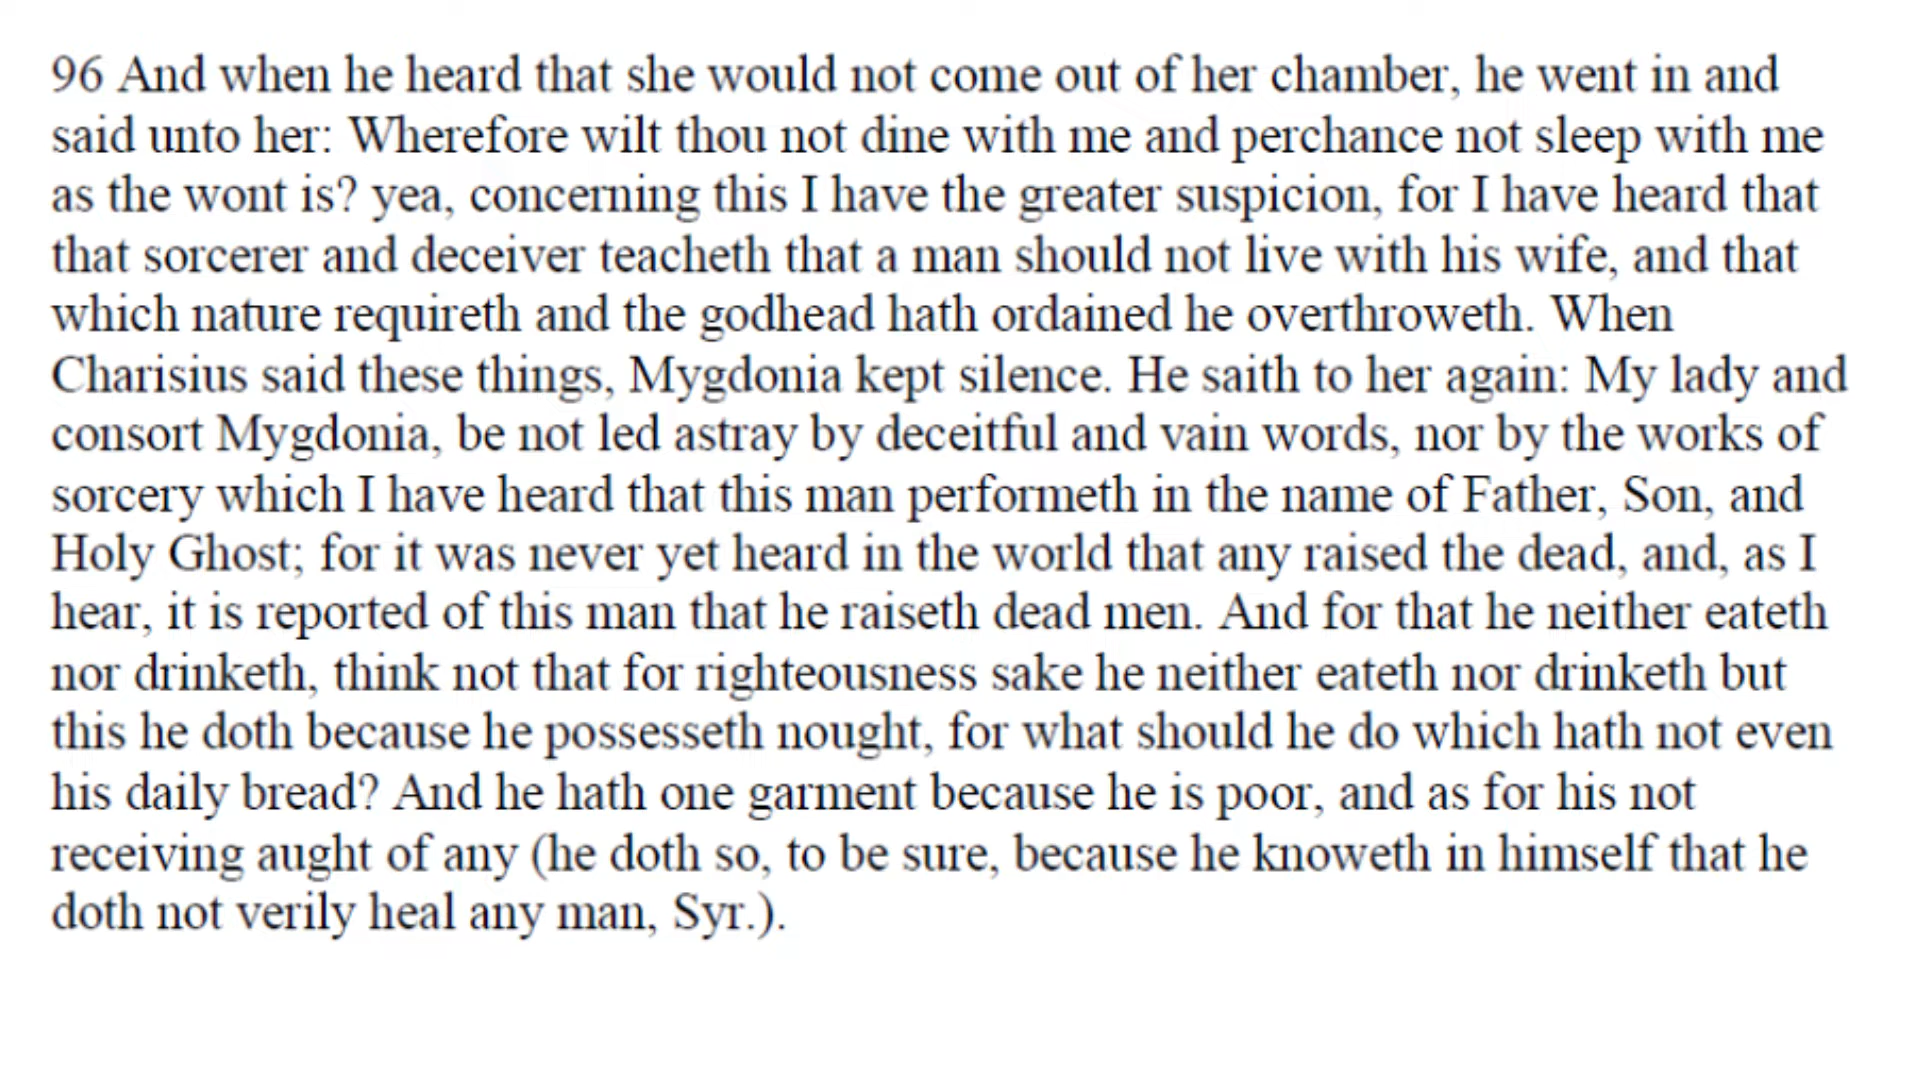 96 And when he heard that she would not come out of her chamber, he went in and
said unto her: Wherefore wilt thou not dine with me and perchance not sleep with me
as the wont is? yea, concerning this I have the greater suspicion, for I have heard that
that sorcerer and deceiver teacheth that a man should not live with his wife, and that
which nature requireth and the godhead hath ordained he overthroweth. When
Charisius said these things, Mygdonia kept silence. He saith to her again: My lady and
consort Mygdonia, be not led astray by deceitful and vain words, nor by the works of
sorcery which I have heard that this man performeth in the name of Father, Son, and
Holy Ghost; for it was never yet heard in the world that any raised the dead, and, as I
hear, it is reported of this man that he raiseth dead men. And for that he neither eateth
nor drinketh, think not that for righteousness sake he neither eateth nor drinketh but
this he doth because he possesseth nought, for what should he do which hath not even
his daily bread? And he hath one garment because he is poor, and as for his not
receiving aught of any (he doth so, to be sure, because he knoweth in himself that he
doth not verily heal any man, Syr.).